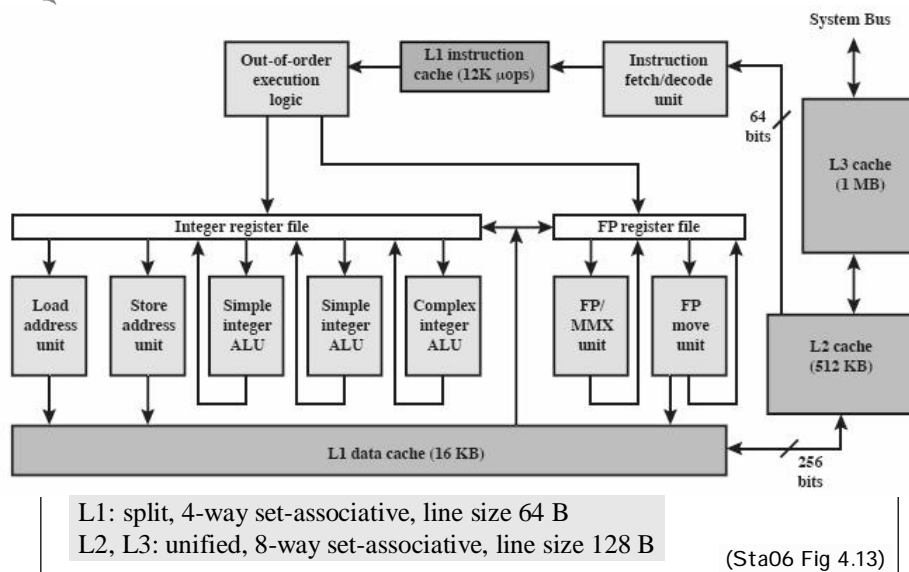 System Bus
Out-of-order
execution
logic
L1 instruction
cache (12K µops)
Instruction
fetch/decode
unit
64
bits
L3 cache
(1 MB)
Integer register file
FP register file
Load
address
unit
Store
address
unit
Simple
integer
ALU
Simple
integer
ALU
Complex
integer
ALU
FP/
MMX
unit
FP
move
unit
L2 cache
(512 KB)
L1 data cache (16 KB)
256
bits
L1: split, 4-way set-associative, line size 64 B
L2, L3: unified, 8-way set-associative, line size 128 B
(Sta06 Fig 4.13)